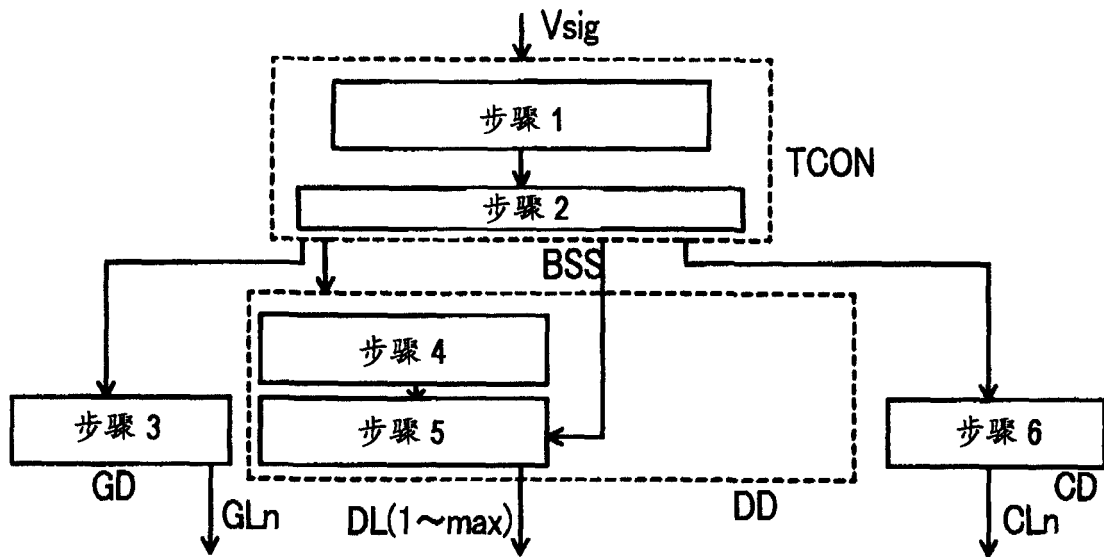 Vsig
步骤 1
TCON
步骤 2
BSS
步骤 4
步骤 3
步骤 5
步骤 6
GD
DD
CD
GLn
DL(1～max)
CLn